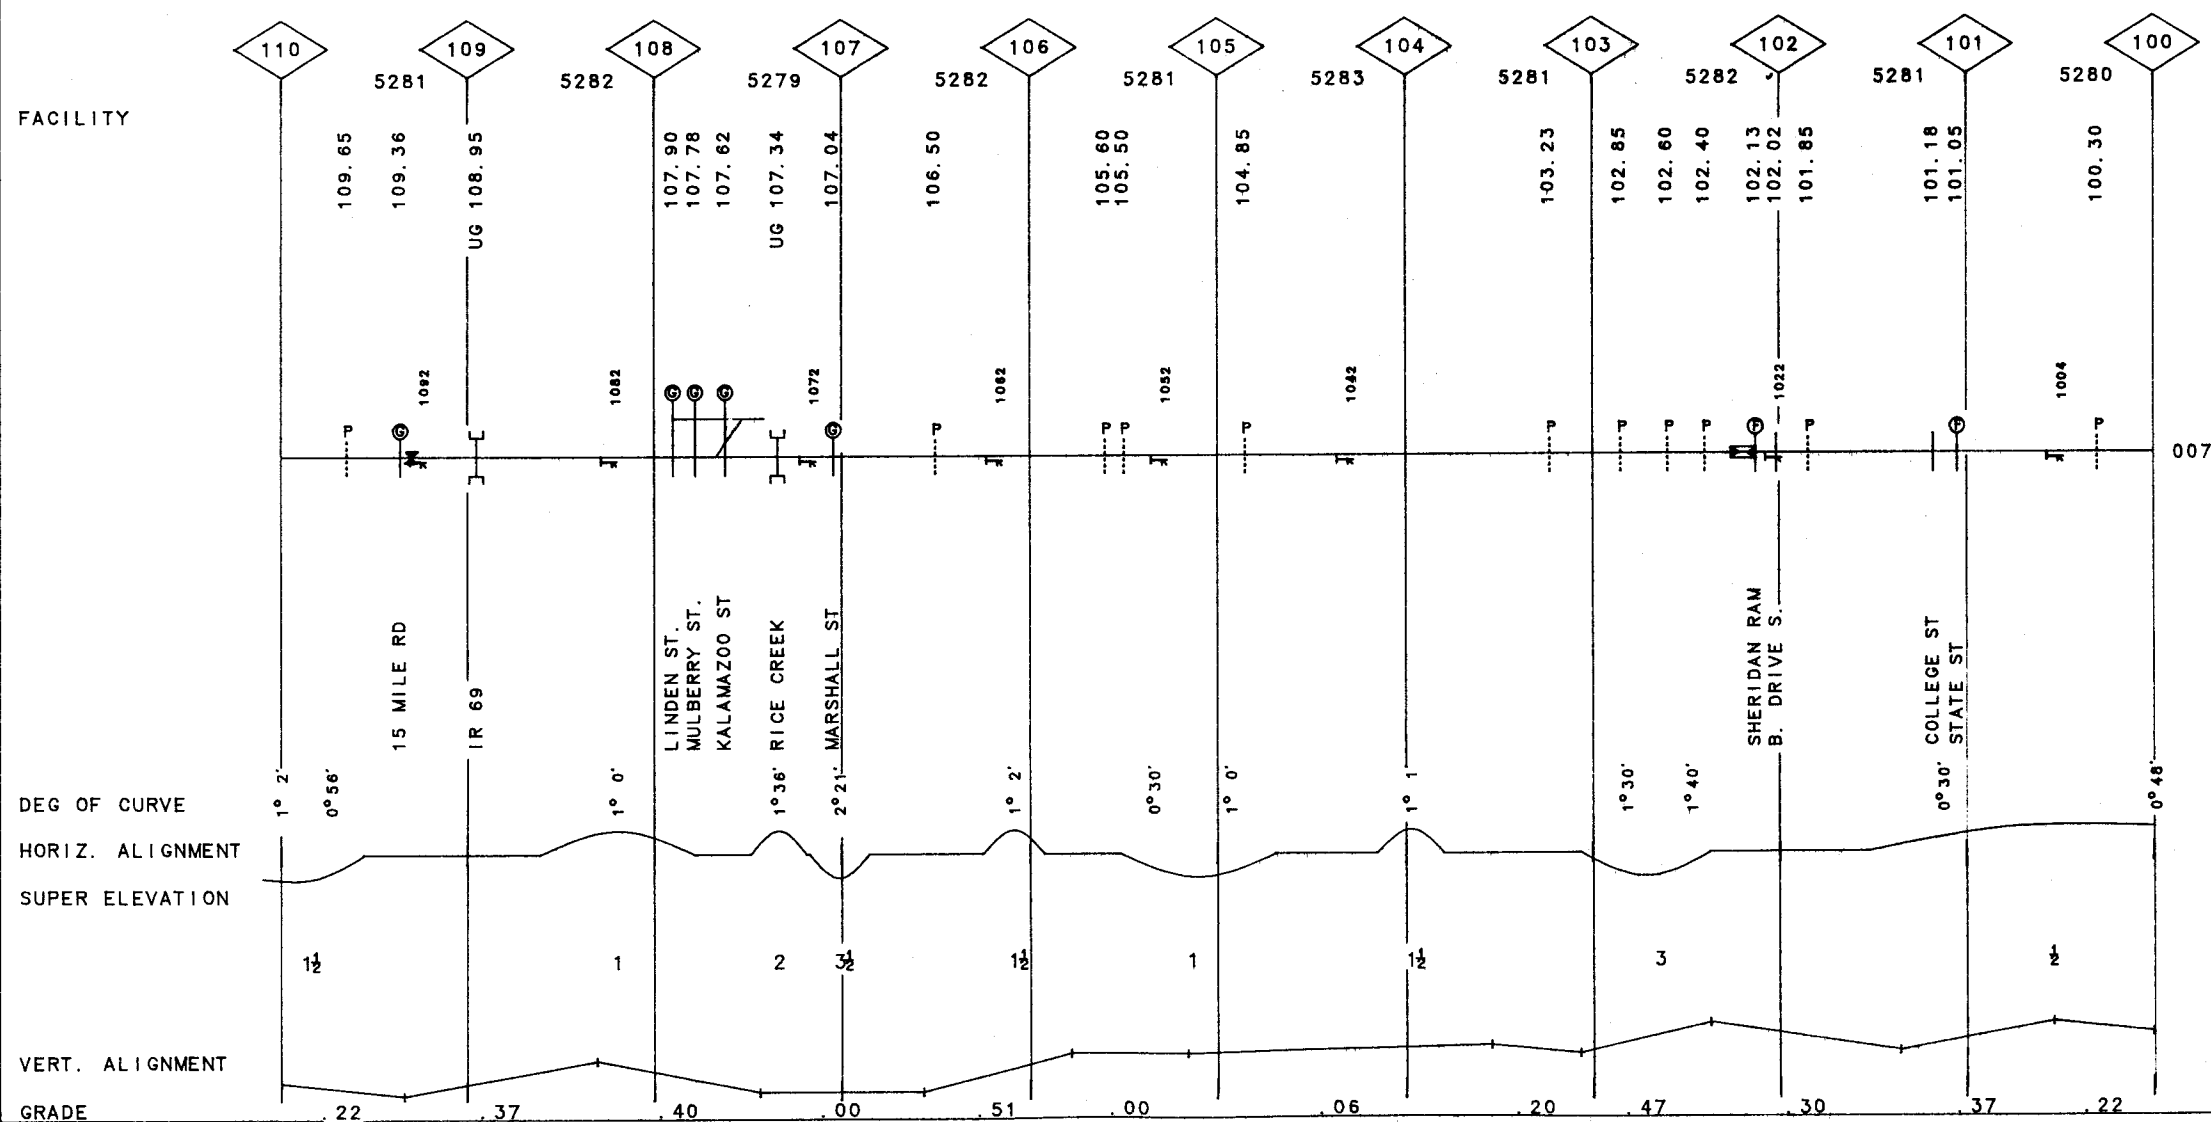 110 109 108 107 106 105 104 103 102 101 100
5281 5282 5279 5282 5281 5283 5281 5282 5281 5280
FACILITY
109.65 109.36 UG 108.95 107.90 107.78 107.62 UG 107.34 107.04 106.50 105.60 105.50 104.85 103.23 102.85 102.60 102.40 102.13 102.02 101.85 101.18 101.05 100.30
1092 1082 1072 1062 1052 1042 1022 1004
G G G
P G G P P P P P P P P P P P P P
007
15 MILE RD
IR 69
LINDEN ST.
MULBERRY ST.
KALAMAZOO ST
RICE CREEK
MARSHALL ST
SHERIDAN RAM
B. DRIVE S.
COLLEGE ST
STATE ST
DEG OF CURVE 1° 2' 0°56' 1° 0' 1°36' 2°21' 1° 2' 0°30' 1° 0' 1° 1 1°30' 1°40' 0°30' 0°48'
HORIZ. ALIGNMENT
SUPER ELEVATION
1½ 1 2 3½ 1½ 1 1½ 3 ½
VERT. ALIGNMENT
GRADE .22 .37 .40 .00 .51 .00 .06 .20 .47 .30 .37 .22